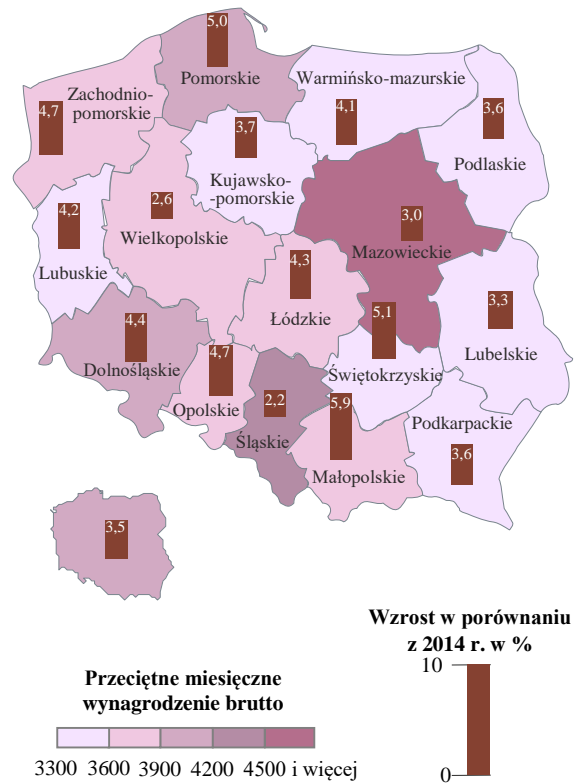 5,0
Pomorskie
Warmińsko-mazurskie
4,1
Zachodnio-
pomorskie
4,7
3,7
Kujawsko-
-pomorskie
3,6
Podlaskie
4,2
Lubuskie
2,6
Wielkopolskie
3,0
Mazowieckie
4,3
Łódzkie
5,1
Świętokrzyskie
3,3
Lubelskie
4,4
Dolnośląskie
4,7
Opolskie
2,2
Śląskie
5,9
Małopolskie
Podkarpackie
3,6
3,5
Wzrost w porównaniu
z 2014 r. w %
10
0
Przeciętne miesięczne
wynagrodzenie brutto
3300 3600 3900 4200 4500 i więcej